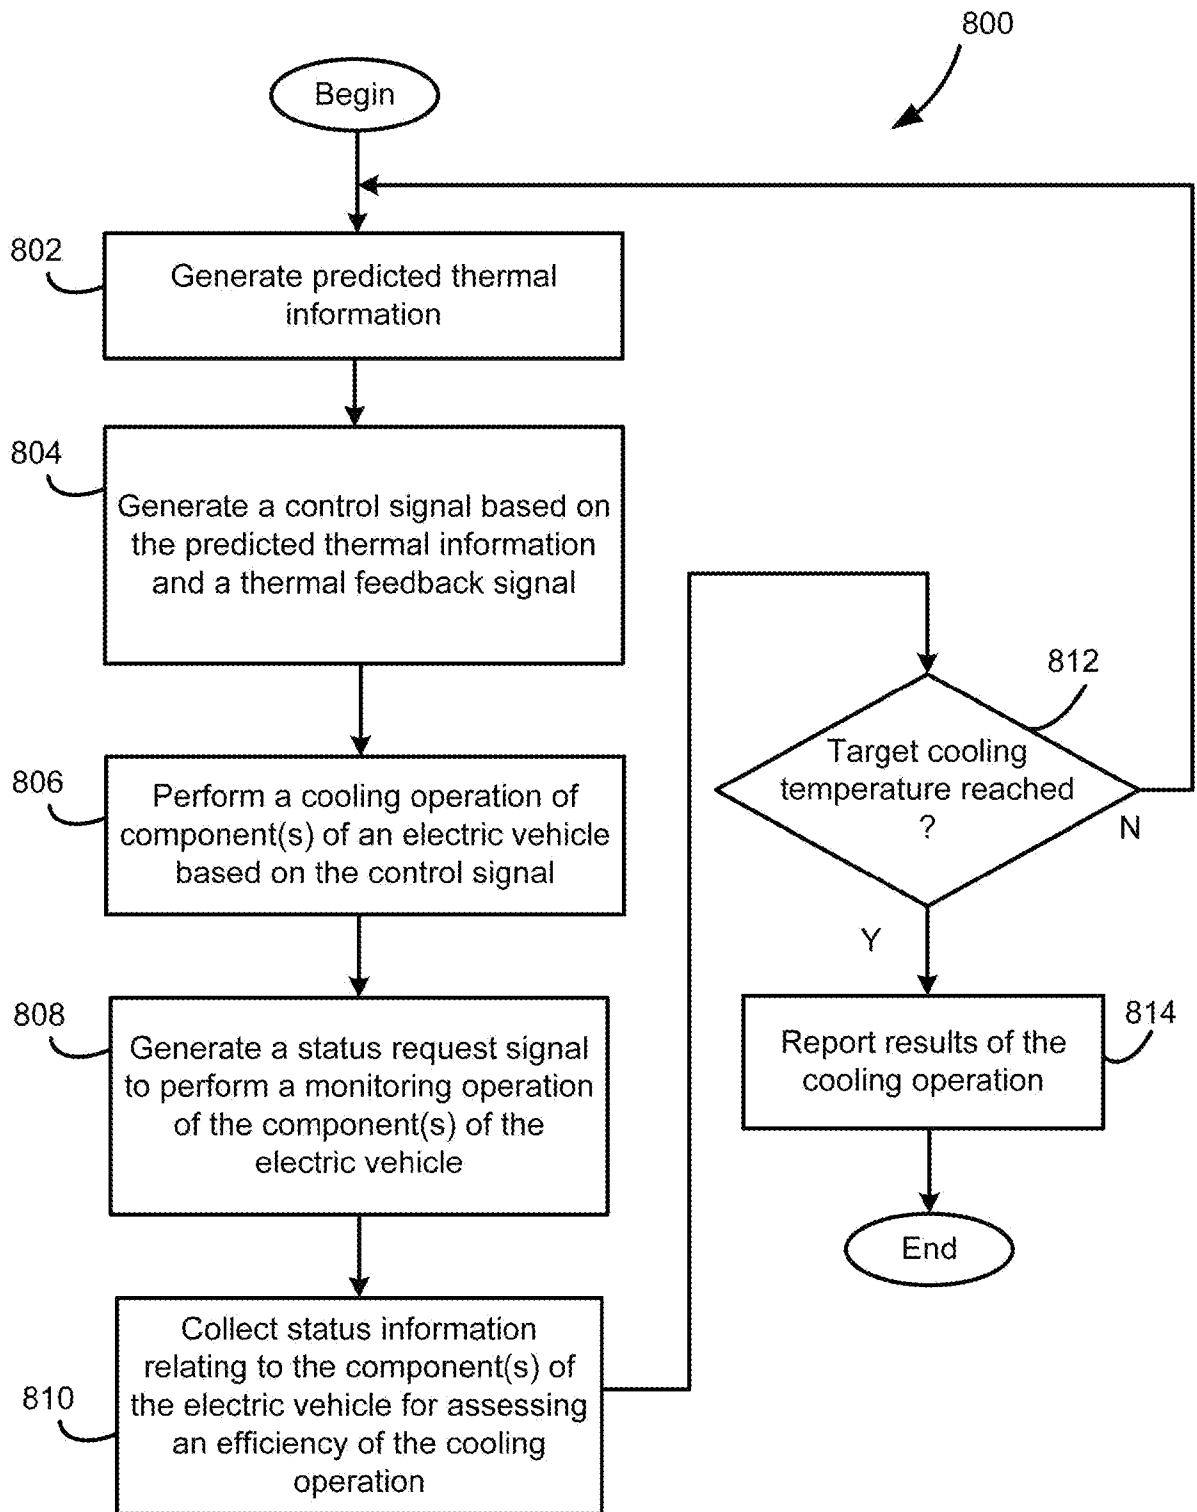 800
Begin
802
Generate predicted thermal
information
804
Generate a control signal based on
the predicted thermal information
and a thermal feedback signal
806
Perform a cooling operation of
component(s) of an electric vehicle
based on the control signal
808
Generate a status request signal
to perform a monitoring operation
of the component(s) of the
electric vehicle
810
Collect status information
relating to the component(s) of
the electric vehicle for assessing
an efficiency of the cooling
operation
812
Target cooling
temperature reached
?
N
Y
814
Report results of the
cooling operation
End